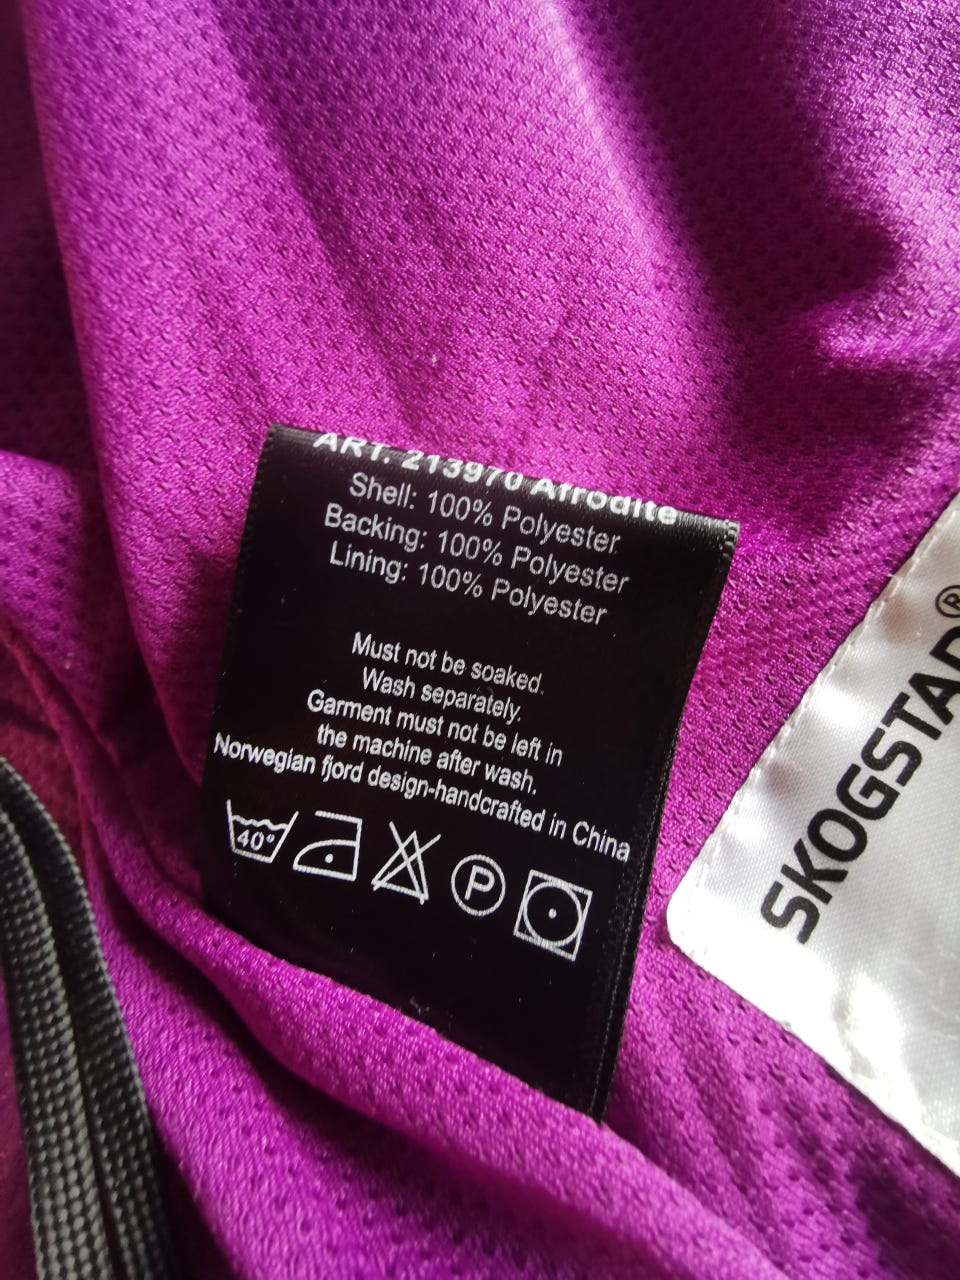 ART. 213970 Afrodite
Shell: 100% Polyester
Backing: 100% Polyester
Lining: 100% Polyester
Must not be soaked.
Wash separately.
Garment must not be left in
the machine after wash.
Norwegian fjord design-handcrafted in China
40°
P
SKOGSTAD®